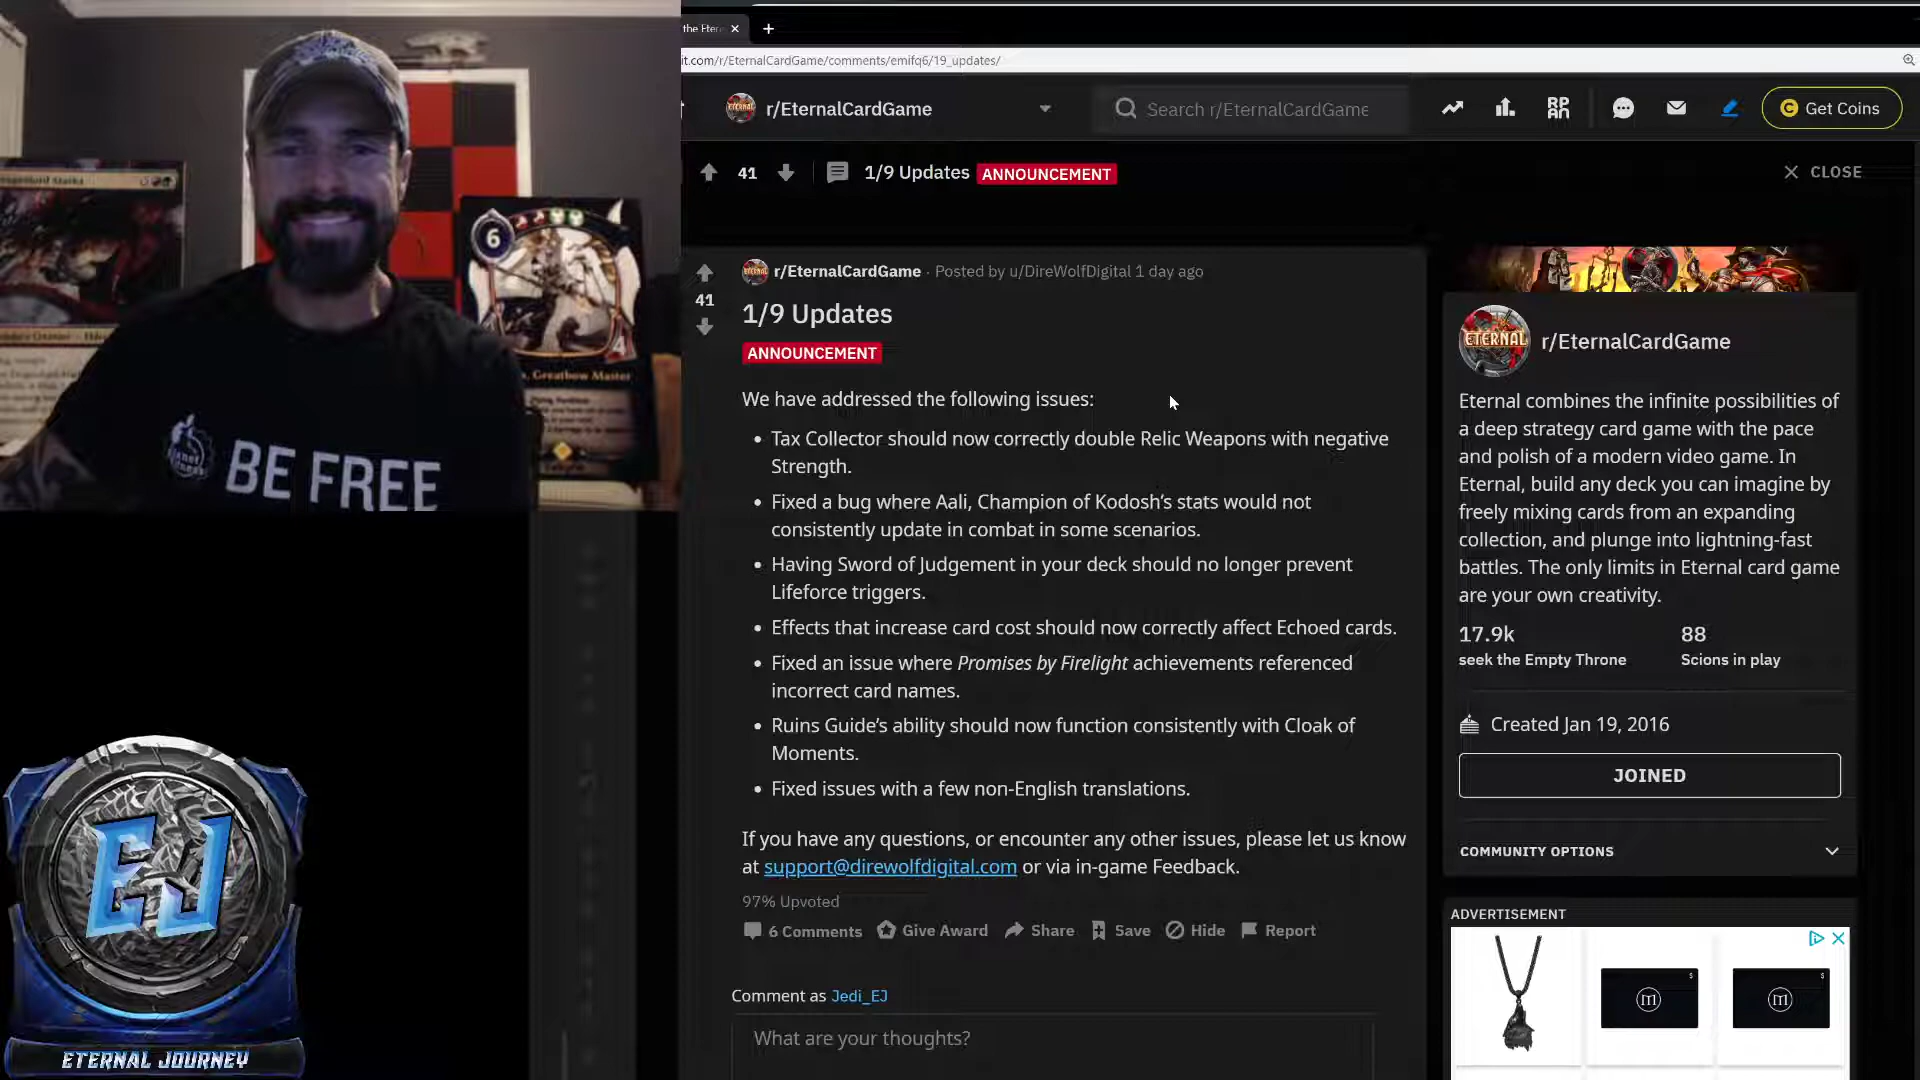 the Eter
it.com/r/EternalCardGame/comments/emifq6/19_updates/
r/EternalCardGame
Search r/EternalCardGame
Get Coins
41
1/9 Updates ANNOUNCEMENT
CLOSE
r/EternalCardGame · Posted by u/DireWolfDigital 1 day ago
41
1/9 Updates
ANNOUNCEMENT
We have addressed the following issues:
• Tax Collector should now correctly double Relic Weapons with negative
Strength.
• Fixed a bug where Aali, Champion of Kodosh’s stats would not
consistently update in combat in some scenarios.
• Having Sword of Judgement in your deck should no longer prevent
Lifeforce triggers.
• Effects that increase card cost should now correctly affect Echoed cards.
• Fixed an issue where Promises by Firelight achievements referenced
incorrect card names.
• Ruins Guide’s ability should now function consistently with Cloak of
Moments.
• Fixed issues with a few non-English translations.
If you have any questions, or encounter any other issues, please let us know
at support@direwolfdigital.com or via in-game Feedback.
97% Upvoted
6 Comments
Give Award
Share
Save
Hide
Report
Comment as Jedi_EJ
What are your thoughts?
ETERNAL
r/EternalCardGame
Eternal combines the infinite possibilities of
a deep strategy card game with the pace
and polish of a modern video game. In
Eternal, build any deck you can imagine by
freely mixing cards from an expanding
collection, and plunge into lightning-fast
battles. The only limits in Eternal card game
are your own creativity.
17.9k
88
seek the Empty Throne
Scions in play
Created Jan 19, 2016
JOINED
COMMUNITY OPTIONS
ADVERTISEMENT
6
4
Greatbow Master
BE FREE
EJ
ETERNAL JOURNEY